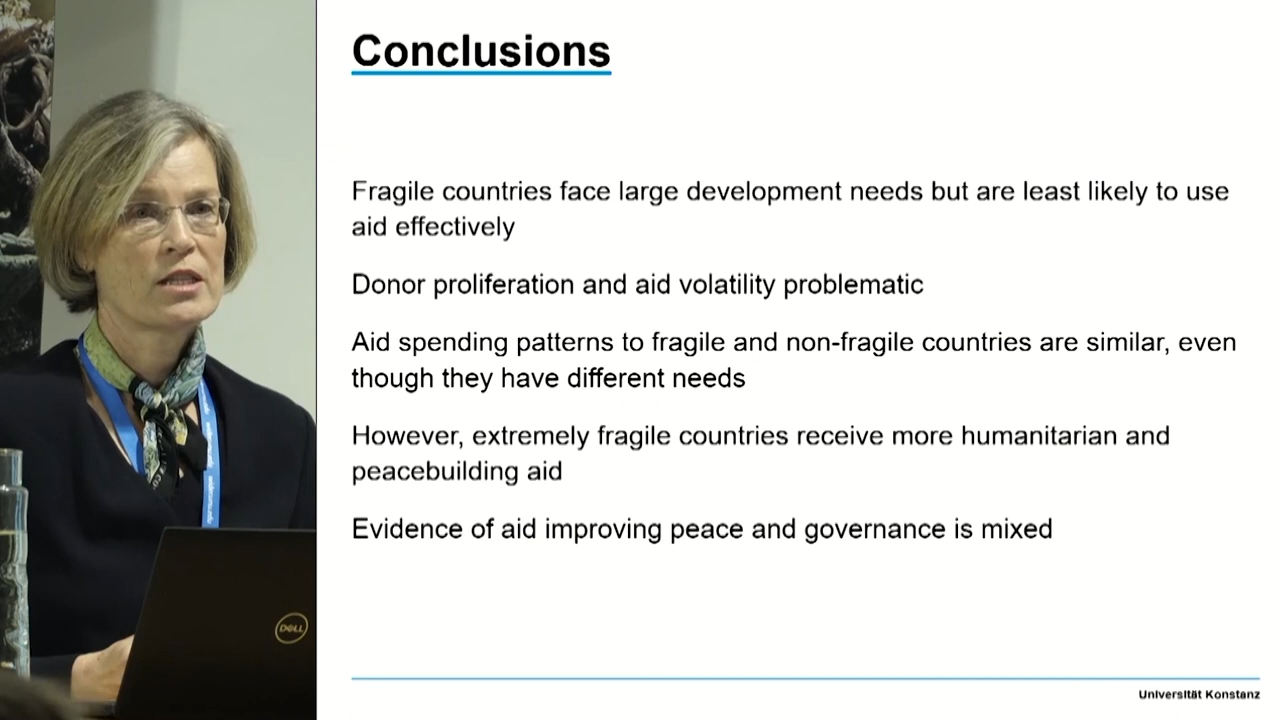 Conclusions
Fragile countries face large development needs but are least likely to use
aid effectively
Donor proliferation and aid volatility problematic
Aid spending patterns to fragile and non-fragile countries are similar, even
though they have different needs
However, extremely fragile countries receive more humanitarian and
peacebuilding aid
Evidence of aid improving peace and governance is mixed
DELL
Universität Konstanz